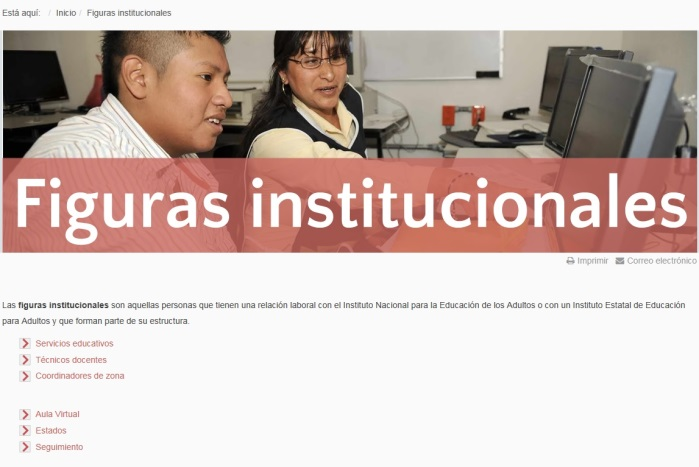 Está aquí: / Inicio / Figuras institucionales
Figuras institucionales
Imprimir Correo electrónico
Las figuras institucionales son aquellas personas que tienen una relación laboral con el Instituto Nacional para la Educación de los Adultos o con un Instituto Estatal de Educación
para Adultos y que forman parte de su estructura.
Servicios educativos
Técnicos docentes
Coordinadores de zona
Aula Virtual
Estados
Seguimiento